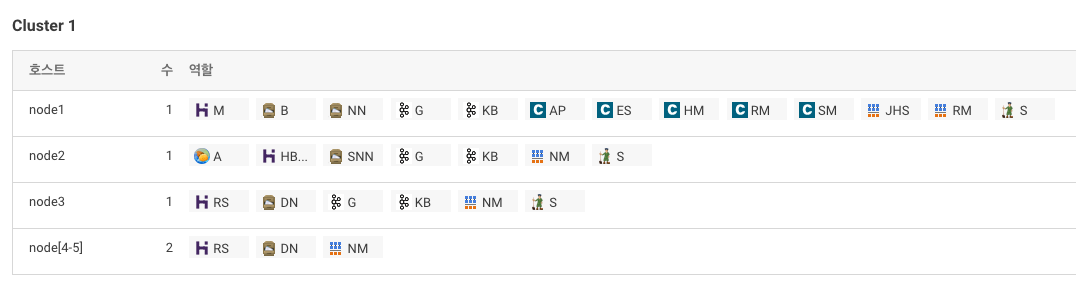 Cluster 1
호스트 수 역할
node1 1 M B NN G KB AP ES HM RM SM JHS RM S
node2 1 A HB... SNN G KB NM S
node3 1 RS DN G KB NM S
node[4-5] 2 RS DN NM